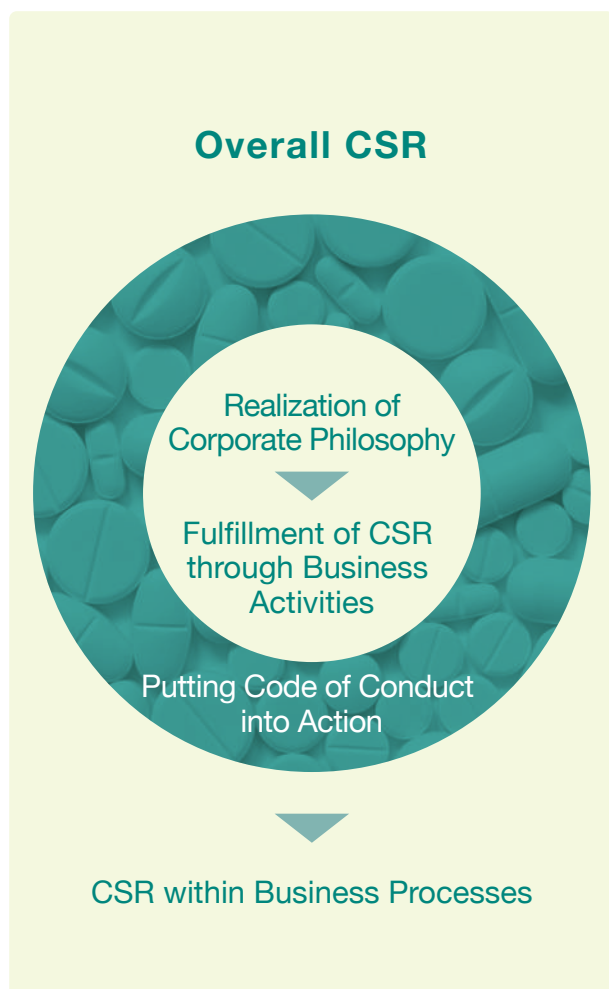 Overall CSR
Realization of
Corporate Philosophy
Fulfillment of CSR
through Business
Activities
Putting Code of Conduct
into Action
CSR within Business Processes